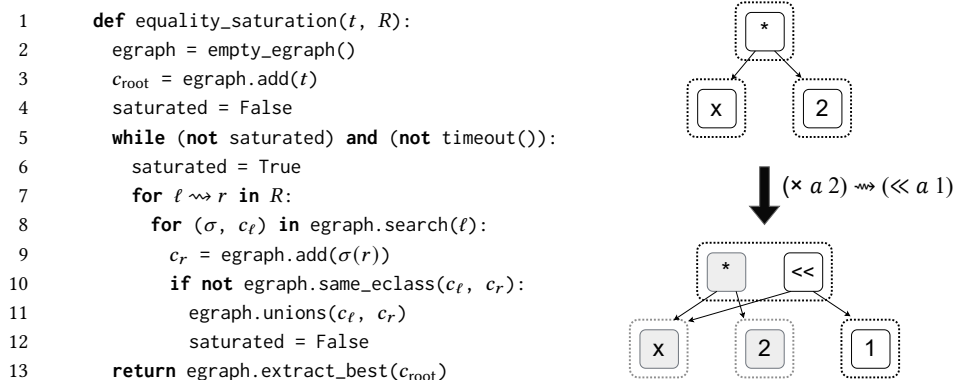 1 def equality_saturation(t, R):
2 egraph = empty_egraph()
3 c_root = egraph.add(t)
4 saturated = False
5 while (not saturated) and (not timeout()):
6 saturated = True
7 for ℓ ⇝ r in R:
8 for (σ, c_ℓ) in egraph.search(ℓ):
9 c_r = egraph.add(σ(r))
10 if not egraph.same_eclass(c_ℓ, c_r):
11 egraph.unions(c_ℓ, c_r)
12 saturated = False
13 return egraph.extract_best(c_root)
*
x 2
(× a 2) ⇝ (≪ a 1)
* <<
x 2 1